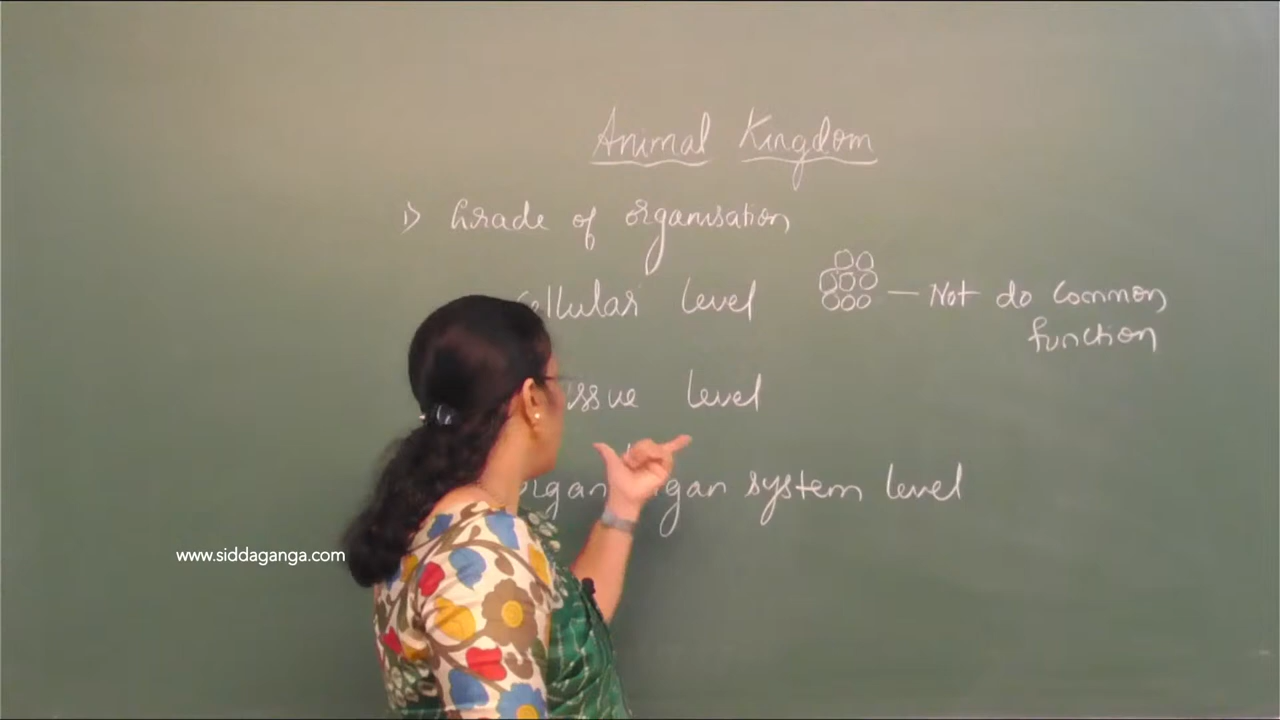 Animal Kingdom
1) Grade of organisation
cellular level — Not do common
function
issue level
organ organ system level
www.siddaganga.com